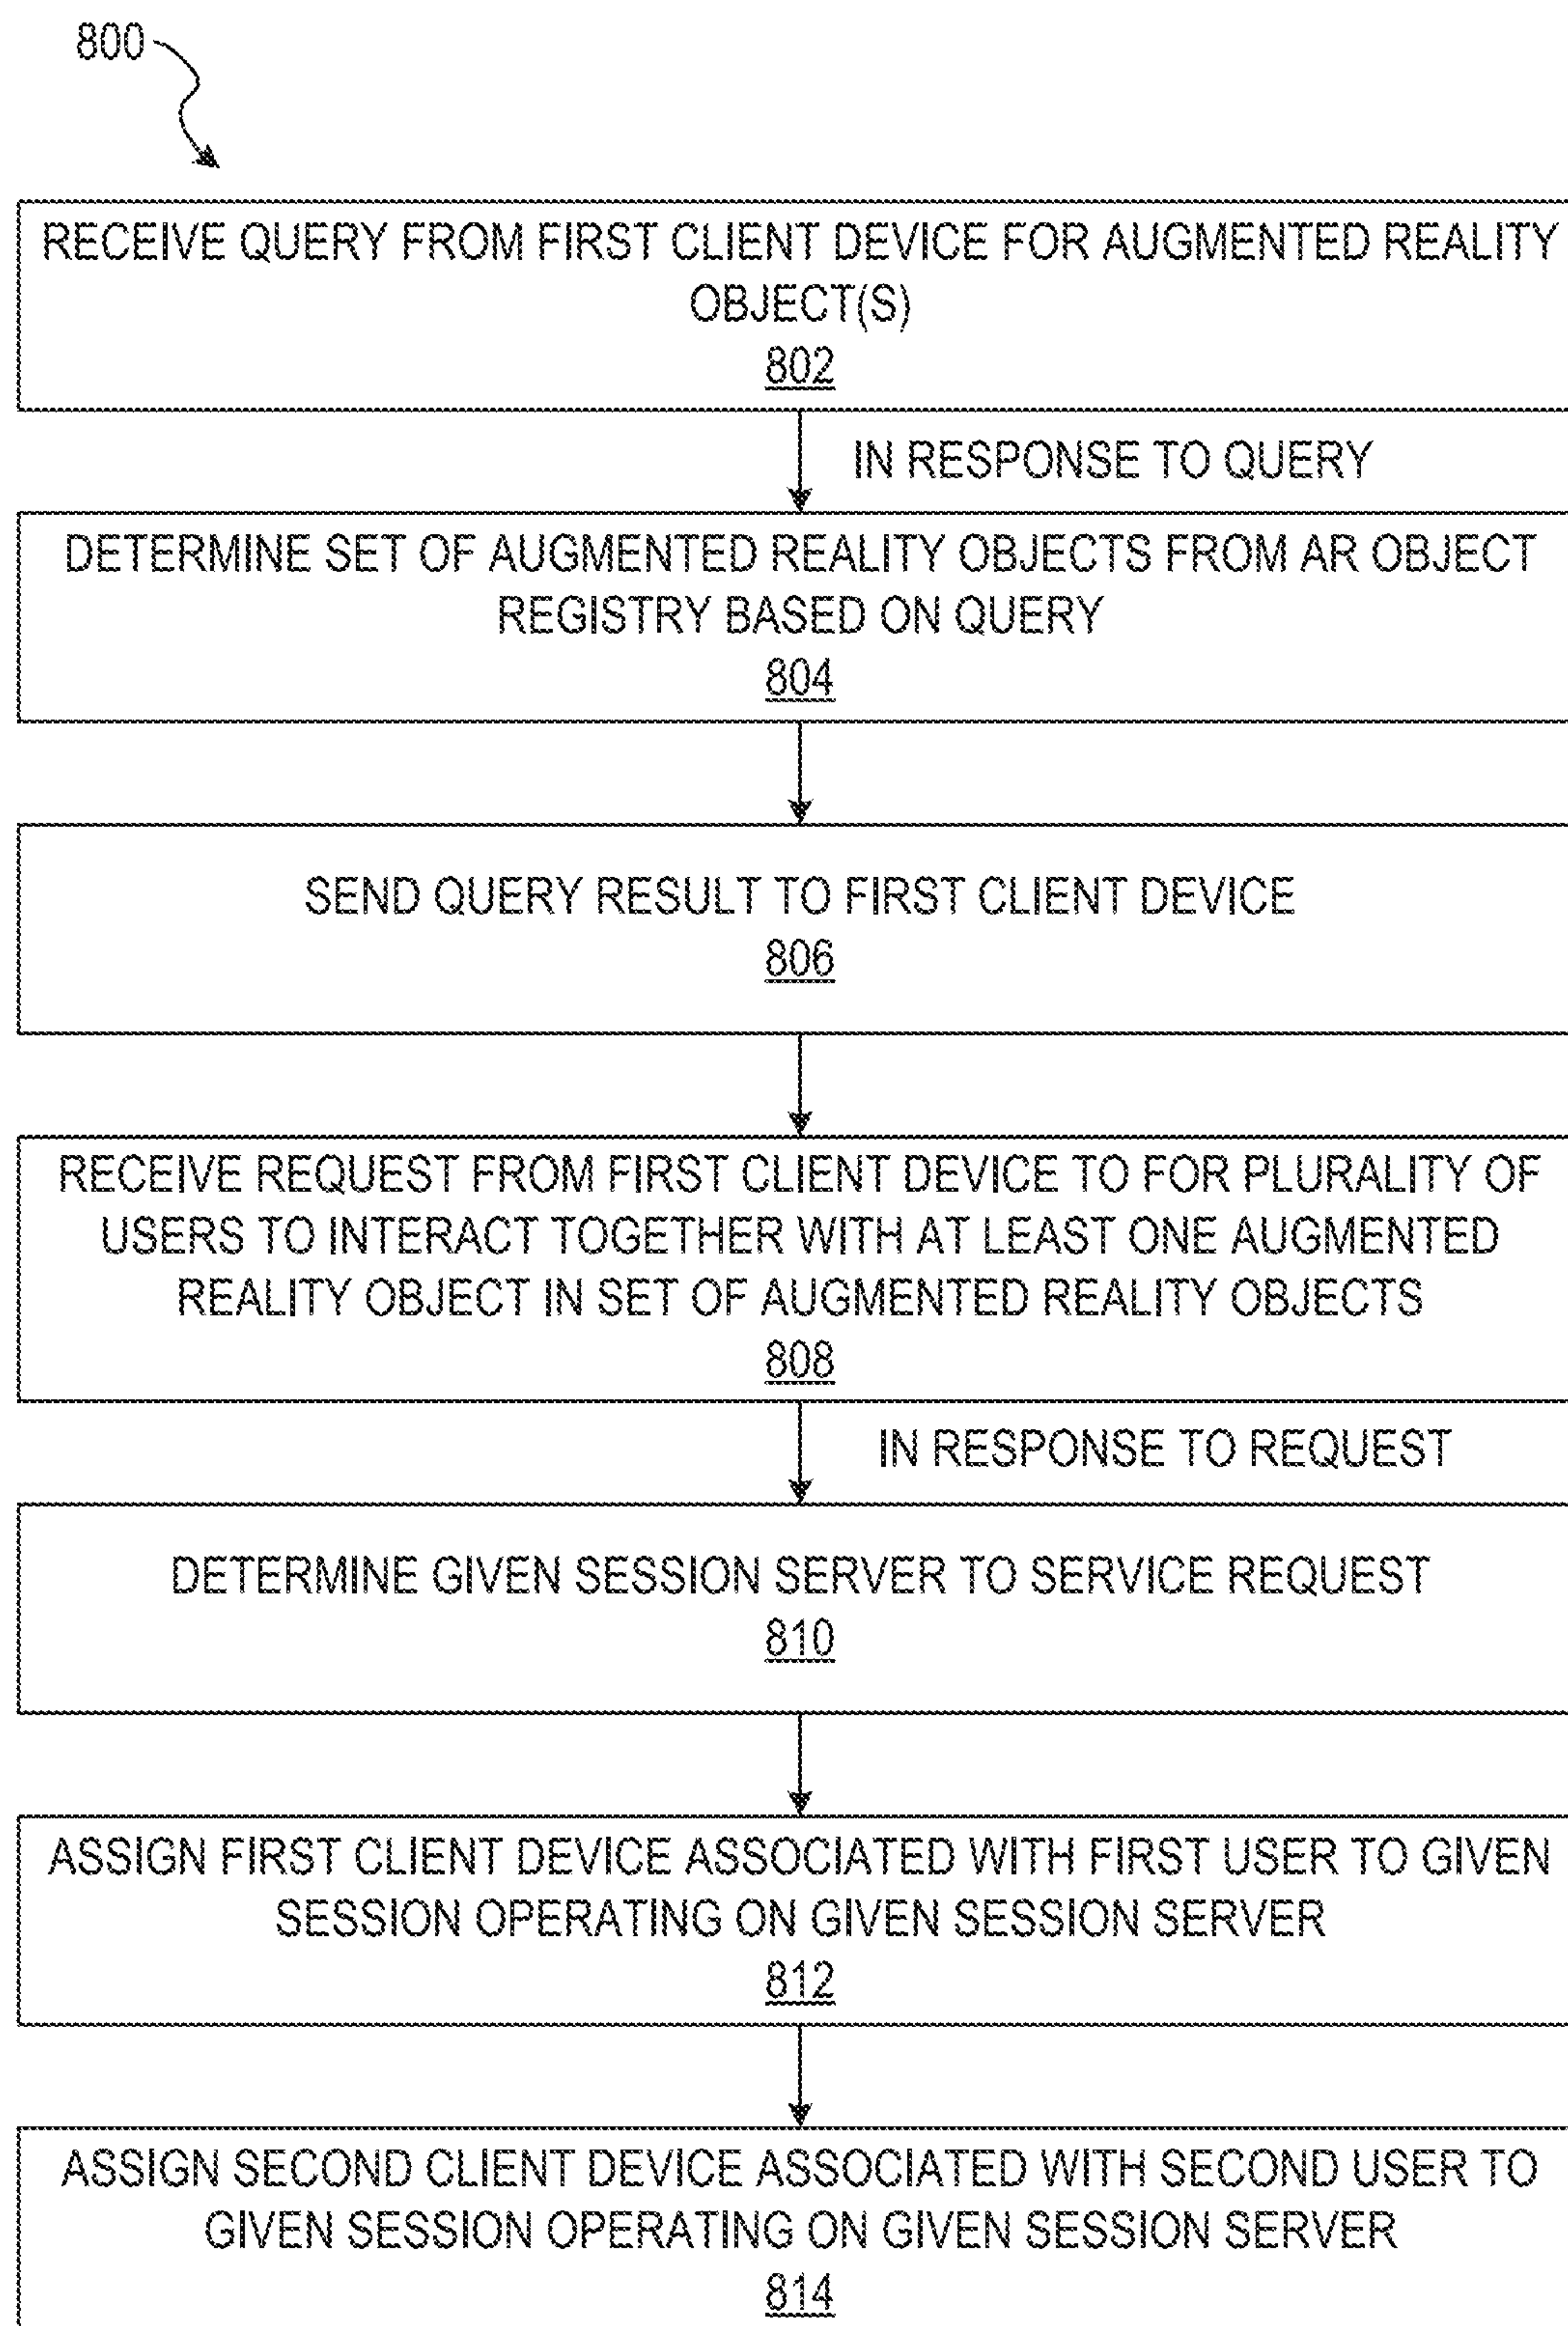 800
RECEIVE QUERY FROM FIRST CLIENT DEVICE FOR AUGMENTED REALITY
OBJECT(S)
802
IN RESPONSE TO QUERY
DETERMINE SET OF AUGMENTED REALITY OBJECTS FROM AR OBJECT
REGISTRY BASED ON QUERY
804
SEND QUERY RESULT TO FIRST CLIENT DEVICE
806
RECEIVE REQUEST FROM FIRST CLIENT DEVICE TO FOR PLURALITY OF
USERS TO INTERACT TOGETHER WITH AT LEAST ONE AUGMENTED
REALITY OBJECT IN SET OF AUGMENTED REALITY OBJECTS
808
IN RESPONSE TO REQUEST
DETERMINE GIVEN SESSION SERVER TO SERVICE REQUEST
810
ASSIGN FIRST CLIENT DEVICE ASSOCIATED WITH FIRST USER TO GIVEN
SESSION OPERATING ON GIVEN SESSION SERVER
812
ASSIGN SECOND CLIENT DEVICE ASSOCIATED WITH SECOND USER TO
GIVEN SESSION OPERATING ON GIVEN SESSION SERVER
814